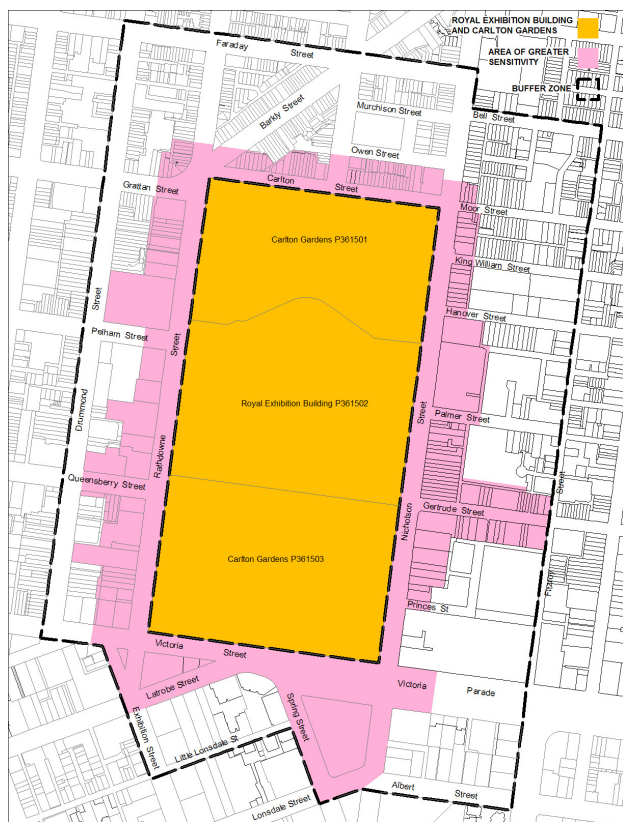 ROYAL EXHIBITION BUILDING
AND CARLTON GARDENS
AREA OF GREATER
SENSITIVITY
BUFFER ZONE
Faraday Street
Barkly Street
Murchison Street
Bell Street
Owen Street
Carlton Street
Grattan Street
Moor Street
Carlton Gardens P361501
King William Street
Street
Hanover Street
Pelham Street
Street
Royal Exhibition Building P361502
Drummond
Street
Palmer Street
Rathdowne
Queensberry Street
Street
Gertrude Street
Nicholson
Carlton Gardens P361503
Fitzroy
Princes St
Victoria Street
Latrobe Street
Victoria Parade
Spring Street
Exhibition Street
Little Lonsdale St
Albert Street
Lonsdale Street